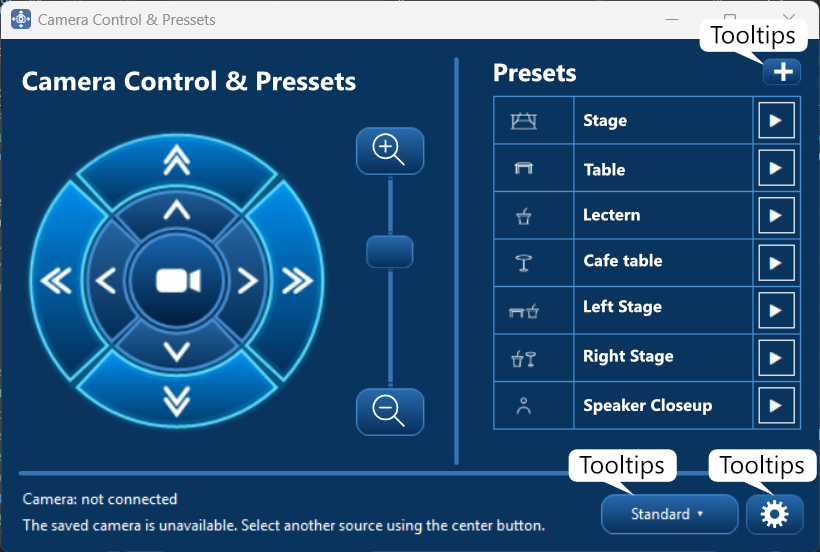 Camera Control & Pressets
Tooltips
Camera Control & Pressets
Presets
Stage
Table
Lectern
Cafe table
Left Stage
Right Stage
Speaker Closeup
Tooltips
Tooltips
Camera: not connected
The saved camera is unavailable. Select another source using the center button.
Standard